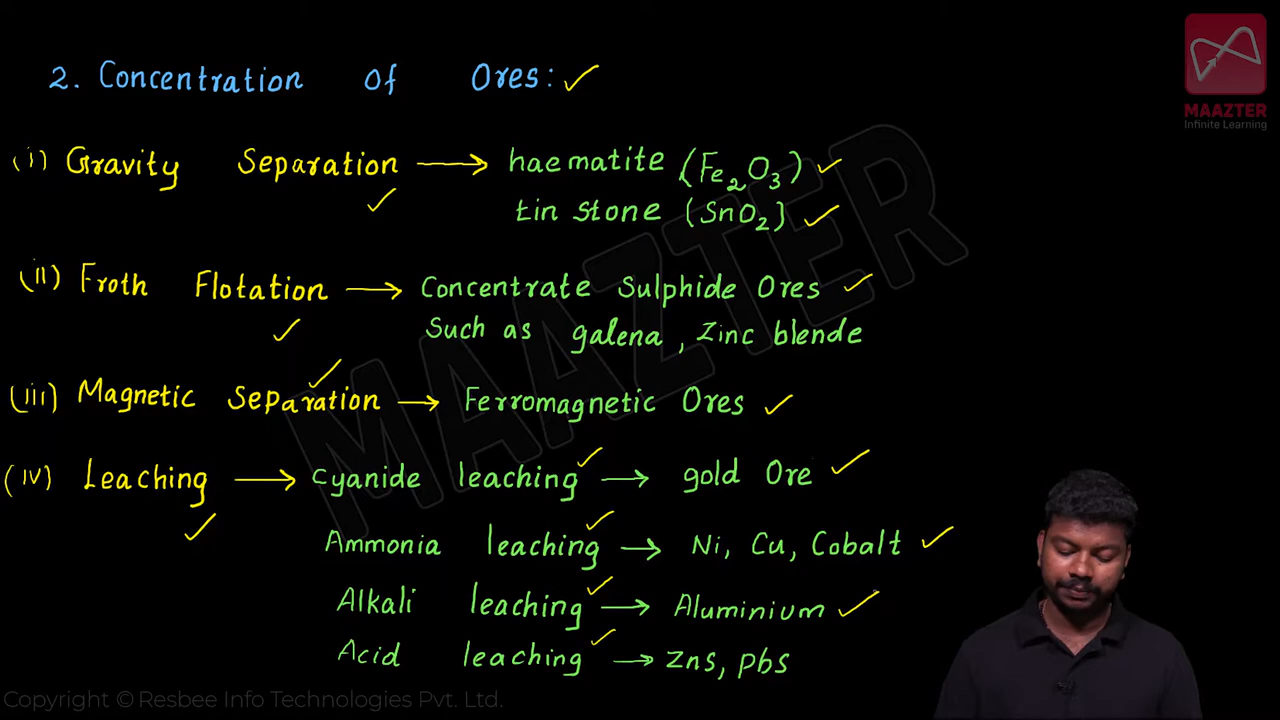 MAAZTER
Infinite Learning
2. Concentration of Ores:
(i) Gravity Separation → haematite (Fe₂O₃)
tin stone (SnO₂)
(ii) Froth Flotation → Concentrate Sulphide Ores
Such as galena, Zinc blende
(iii) Magnetic Separation → Ferromagnetic Ores
(iv) Leaching → Cyanide leaching → gold Ore
Ammonia leaching → Ni, Cu, Cobalt
Alkali leaching → Aluminium
Acid leaching → Zns, pbs
MAAZTER
Copyright © Resbee Info Technologies Pvt. Ltd.